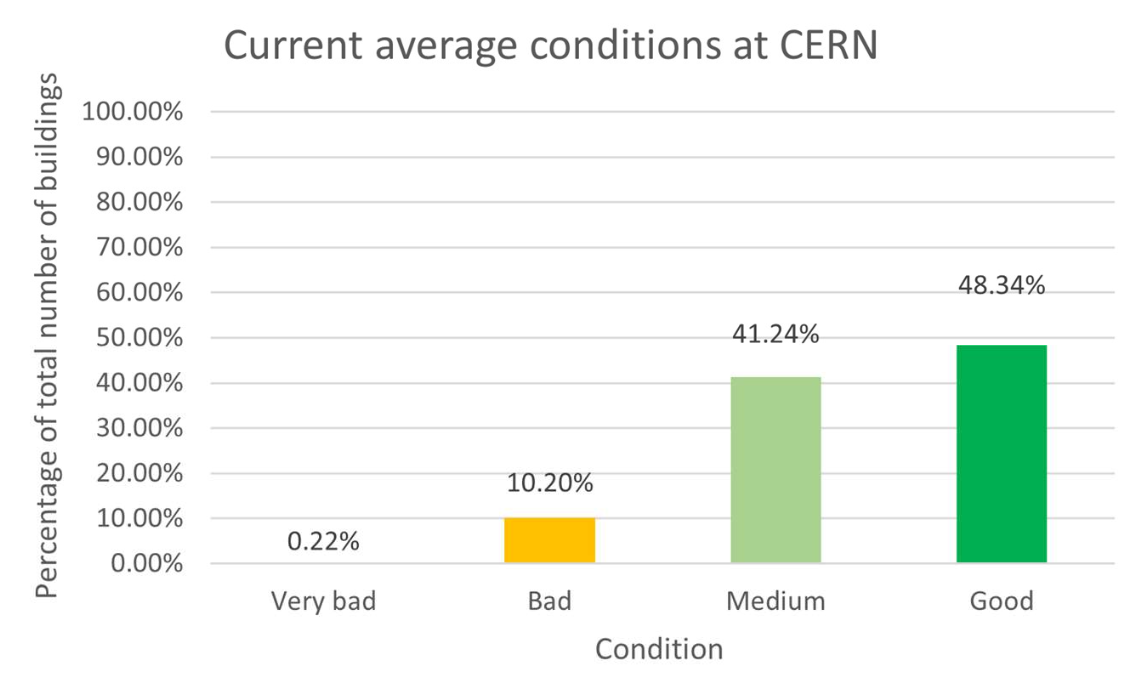 Current average conditions at CERN
Percentage of total number of buildings
100.00%
90.00%
80.00%
70.00%
60.00%
50.00%
40.00%
30.00%
20.00%
10.00%
0.00%
0.22%
10.20%
41.24%
48.34%
Very bad
Bad
Medium
Good
Condition